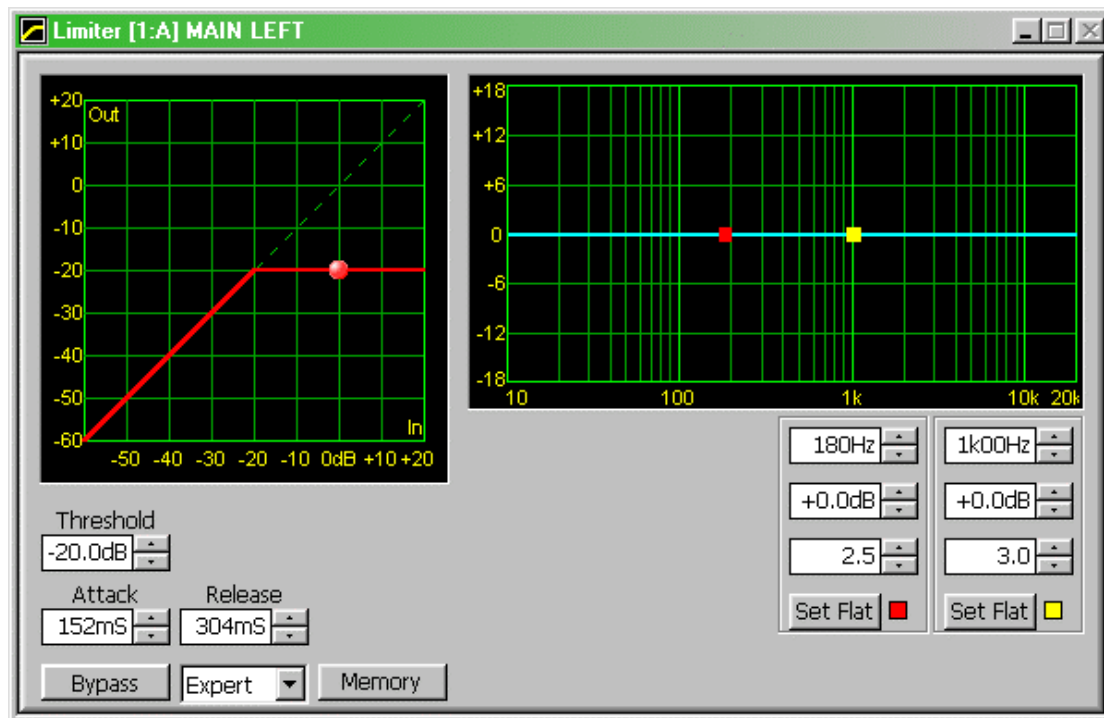 Limiter [1:A] MAIN LEFT
+20
Out
+10
0
-10
-20
-30
-40
-50
-60
In
-50 -40 -30 -20 -10 0dB +10 +20
+18
+12
+6
0
-6
-12
-18
10 100 1k 10k 20k
180Hz 1k00Hz
+0.0dB +0.0dB
2.5 3.0
Set Flat Set Flat
Threshold
-20.0dB
Attack Release
152mS 304mS
Bypass Expert Memory